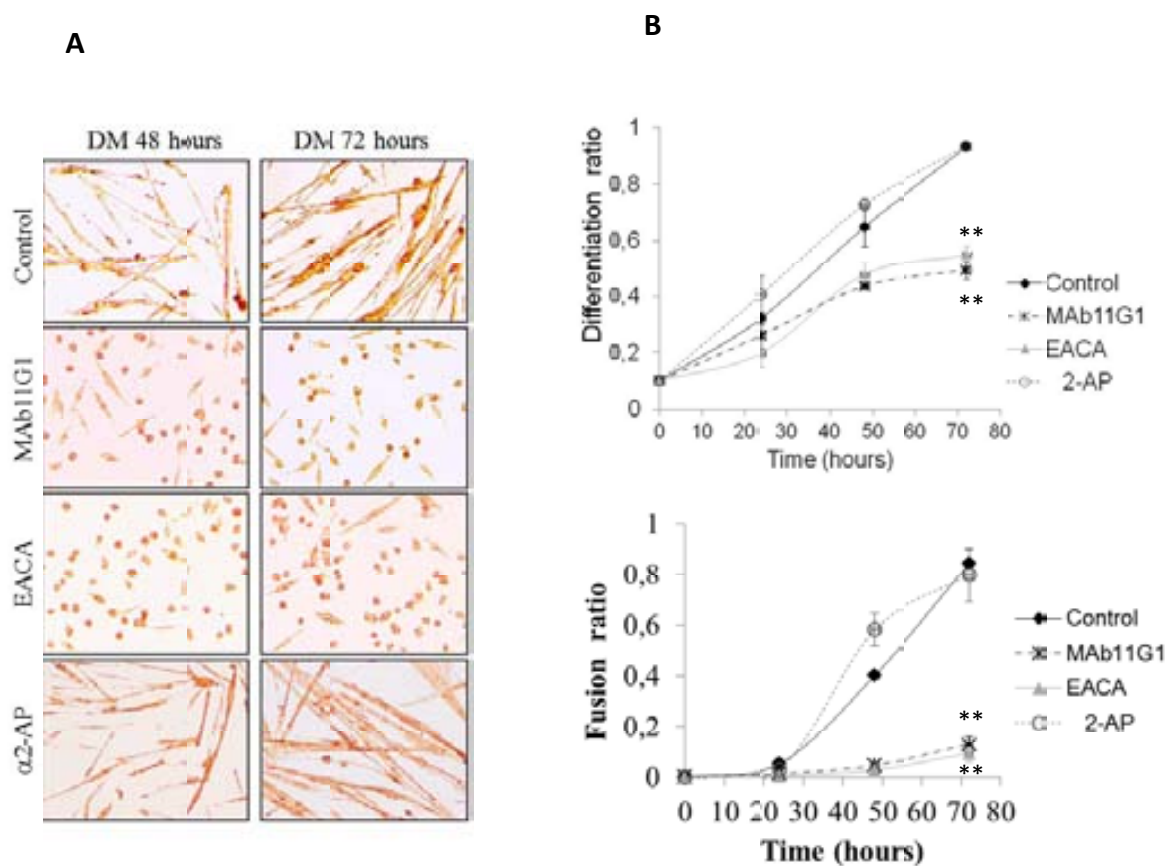 A
DM 48 hours
DM 72 hours
Control
MAb11G1
EACA
α2-AP
B
Differentiation ratio
1
0,8
0,6
0,4
0,2
0
0 10 20 30 40 50 60 70 80
Time (hours)
**
**
Control
MAb11G1
EACA
2-AP
Fusion ratio
1
0,8
0,6
0,4
0,2
0
0 10 20 30 40 50 60 70 80
Time (hours)
**
**
Control
MAb11G1
EACA
2-AP